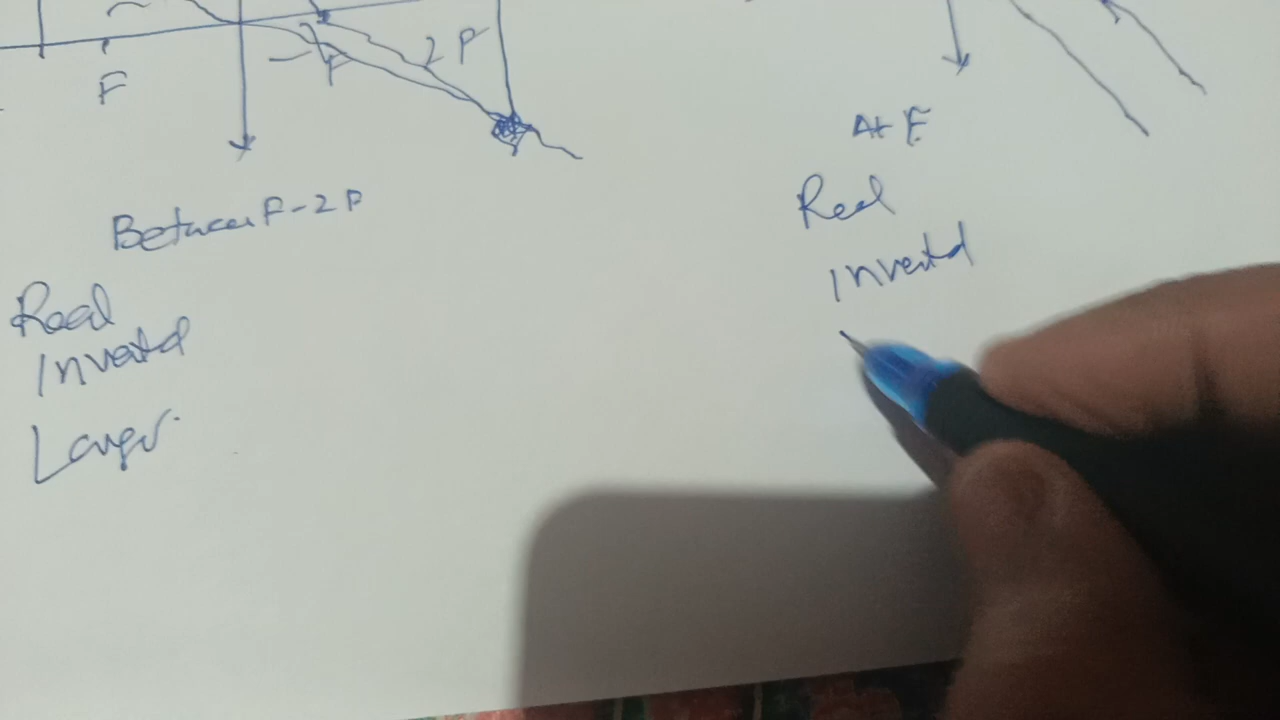 F
F
2F
Between F-2F
Real
Inverted
Larger.
At F
Real
Inverted